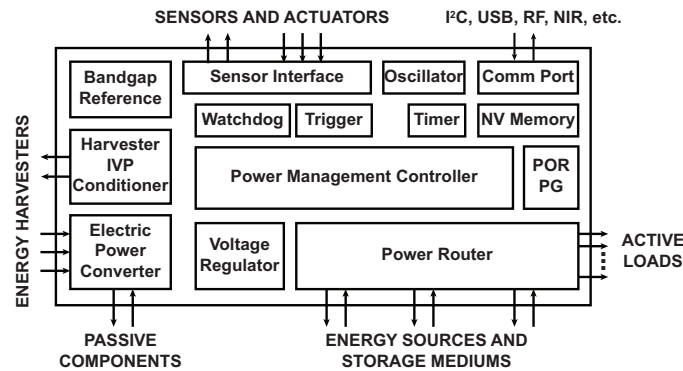 SENSORS AND ACTUATORS
I²C, USB, RF, NIR, etc.
Bandgap
Reference
Sensor Interface
Oscillator
Comm Port
Watchdog
Trigger
Timer
NV Memory
ENERGY HARVESTERS
Harvester
IVP
Conditioner
Power Management Controller
POR
PG
Electric
Power
Converter
Voltage
Regulator
Power Router
ACTIVE
LOADS
PASSIVE
COMPONENTS
ENERGY SOURCES AND
STORAGE MEDIUMS